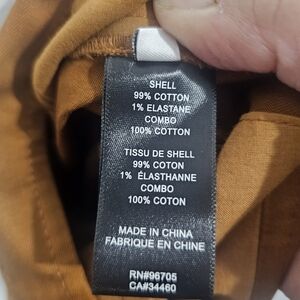 SHELL
99% COTTON
1% ELASTANE
COMBO
100% COTTON
TISSU DE SHELL
99% COTON
1% ÉLASTHANNE
COMBO
100% COTON
MADE IN CHINA
FABRIQUE EN CHINE
RN#96705
CA#34460